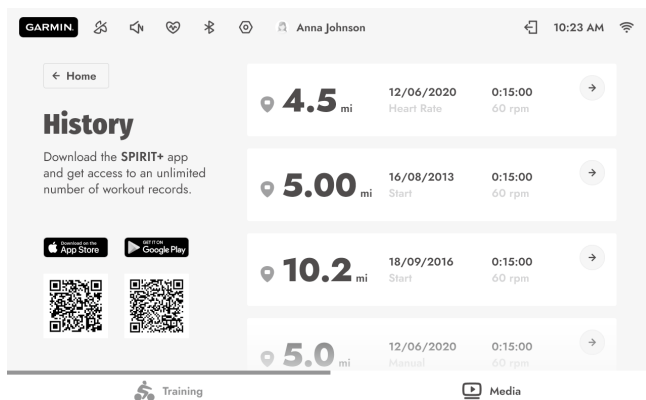 GARMIN.
Anna Johnson
10:23 AM
← Home
History
Download the SPIRIT+ app
and get access to an unlimited
number of workout records.
Download on the
App Store
GET IT ON
Google Play
4.5 mi
12/06/2020
Heart Rate
0:15:00
60 rpm
5.00 mi
16/08/2013
Start
0:15:00
60 rpm
10.2 mi
18/09/2016
Start
0:15:00
60 rpm
5.0 mi
12/06/2020
Manual
0:15:00
60 rpm
Training
Media